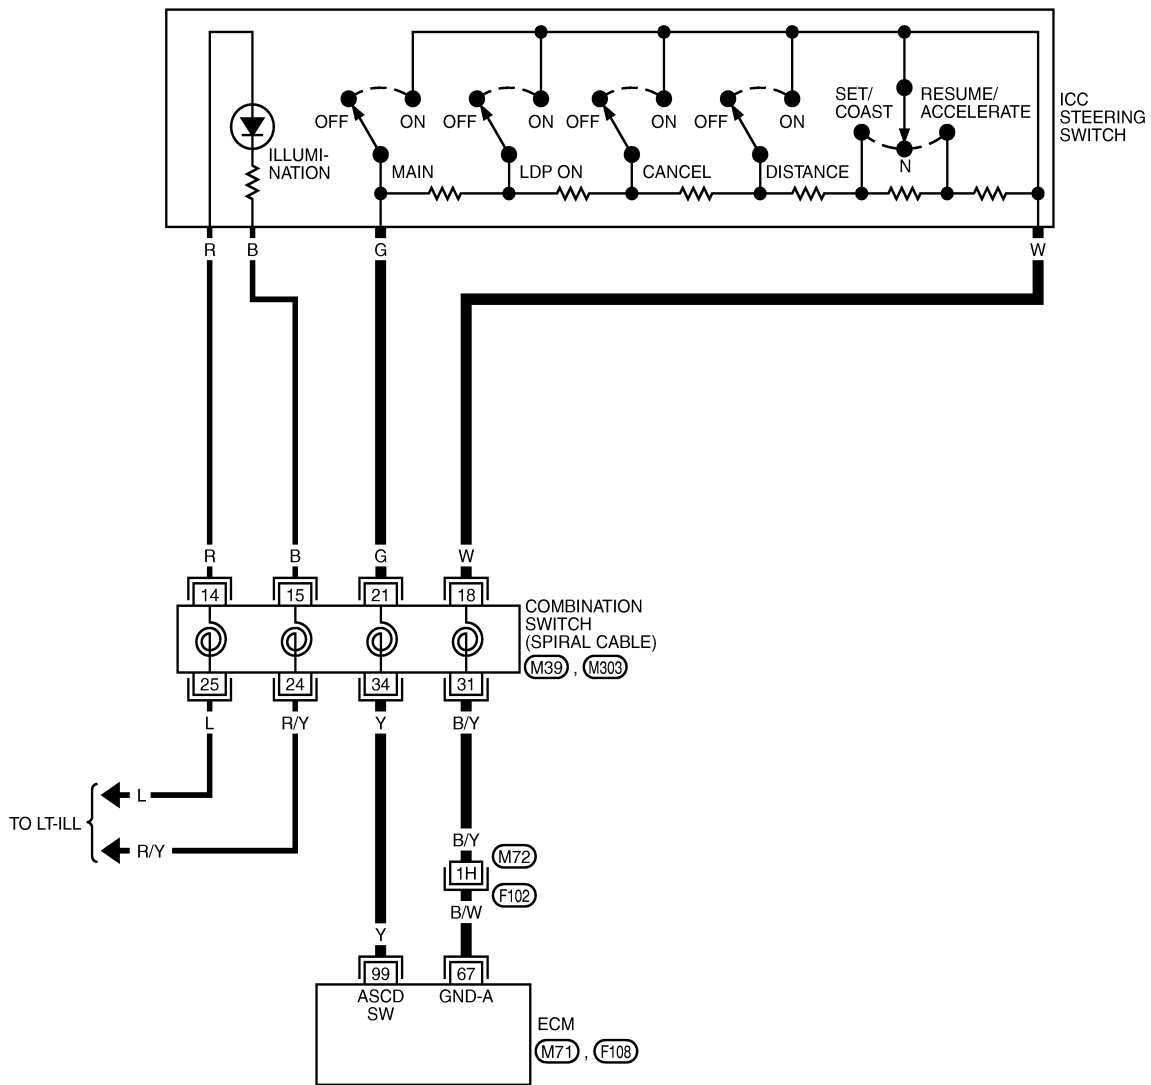 SET/
COAST
RESUME/
ACCELERATE
ICC
STEERING
SWITCH
OFF
ON
OFF
ON
OFF
ON
OFF
ON
N
ILLUMI-
NATION
MAIN
LDP ON
CANCEL
DISTANCE
R
B
G
W
R
B
G
W
14
15
21
18
COMBINATION
SWITCH
(SPIRAL CABLE)
M39 , M303
25
24
34
31
L
R/Y
Y
B/Y
TO LT-ILL
L
R/Y
B/Y
M72
1H
F102
B/W
Y
99
67
ASCD
SW
GND-A
ECM
M71 , F108